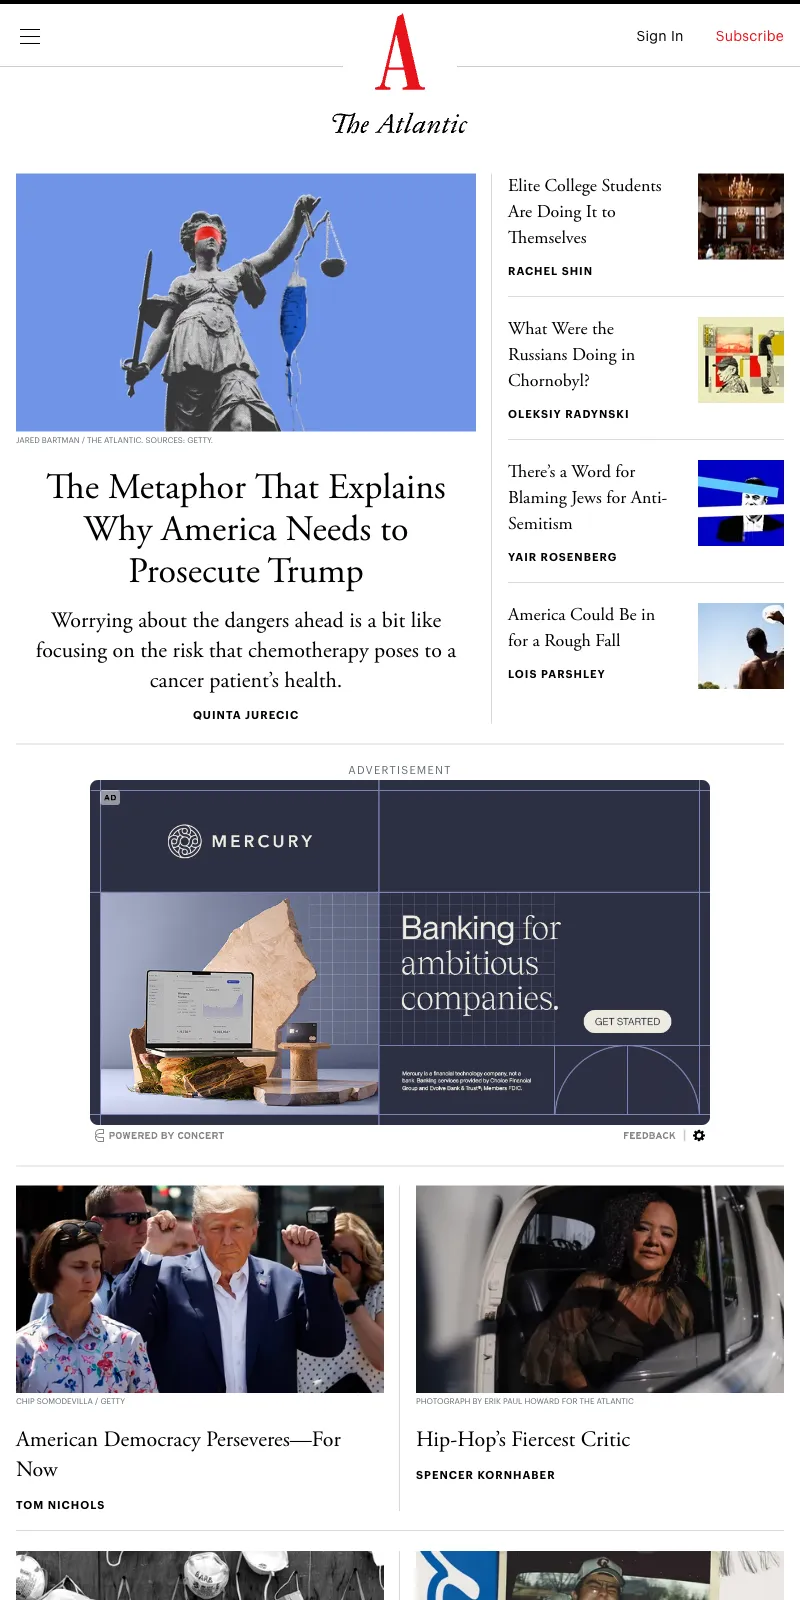 A
Sign In
Subscribe
The Atlantic
JARED BARTMAN / THE ATLANTIC. SOURCES: GETTY.
The Metaphor That Explains
Why America Needs to
Prosecute Trump
Worrying about the dangers ahead is a bit like
focusing on the risk that chemotherapy poses to a
cancer patient’s health.
QUINTA JURECIC
Elite College Students
Are Doing It to
Themselves
RACHEL SHIN
What Were the
Russians Doing in
Chornobyl?
OLEKSIY RADYNSKI
There’s a Word for
Blaming Jews for Anti-
Semitism
YAIR ROSENBERG
America Could Be in
for a Rough Fall
LOIS PARSHLEY
ADVERTISEMENT
AD
MERCURY
Banking for
ambitious
companies.
GET STARTED
Mercury is a financial technology company, not a
bank. Banking services provided by Choice Financial
Group and Evolve Bank & Trust®, Members FDIC.
POWERED BY CONCERT
FEEDBACK
CHIP SOMODEVILLA / GETTY
American Democracy Perseveres—For
Now
TOM NICHOLS
PHOTOGRAPH BY ERIK PAUL HOWARD FOR THE ATLANTIC
Hip-Hop’s Fiercest Critic
SPENCER KORNHABER